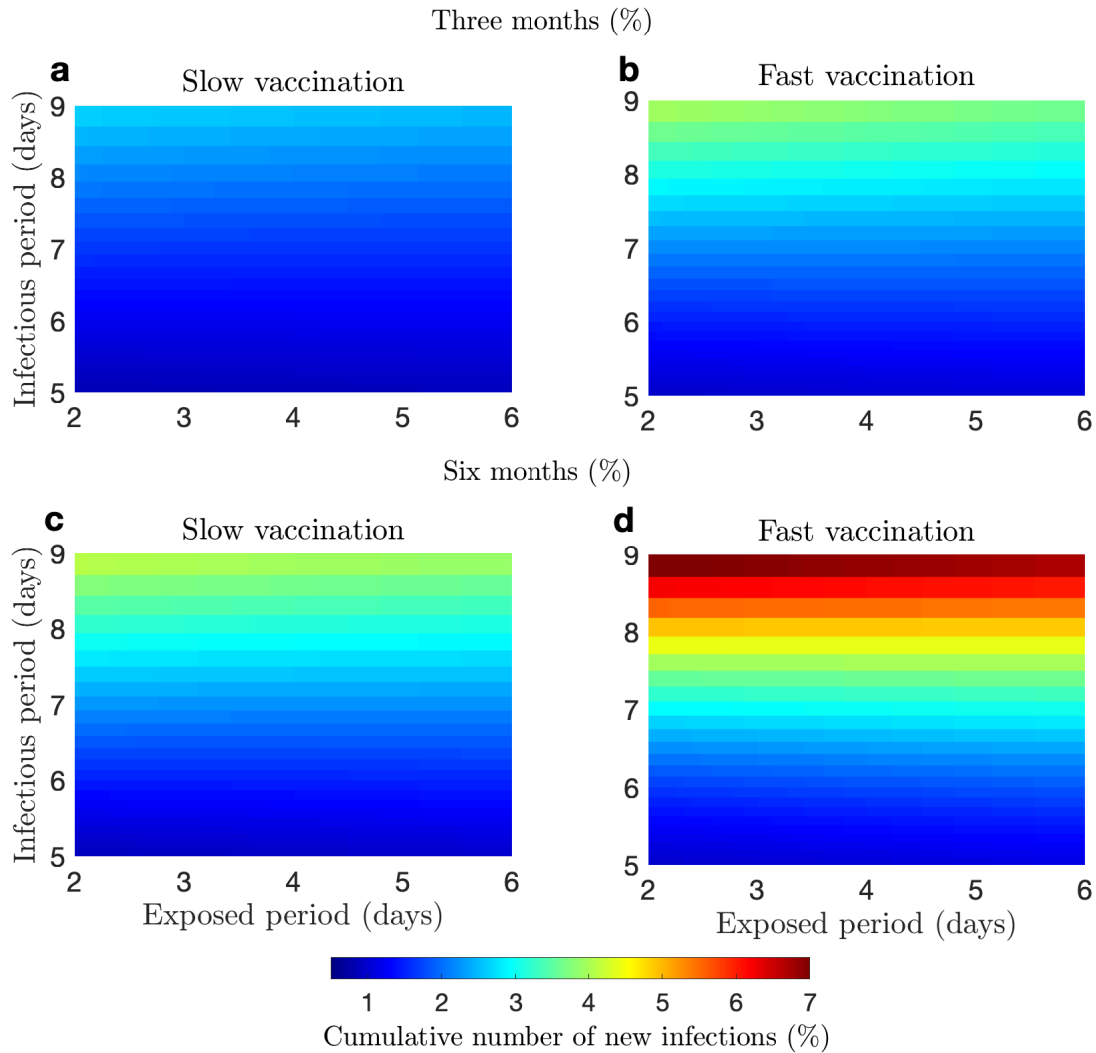 Three months (%)
a
Slow vaccination
b
Fast vaccination
Infectious period (days)
9
8
7
6
5
2 3 4 5 6
9
8
7
6
5
2 3 4 5 6
Six months (%)
c
Slow vaccination
d
Fast vaccination
Infectious period (days)
9
8
7
6
5
2 3 4 5 6
Exposed period (days)
9
8
7
6
5
2 3 4 5 6
Exposed period (days)
1 2 3 4 5 6 7
Cumulative number of new infections (%)